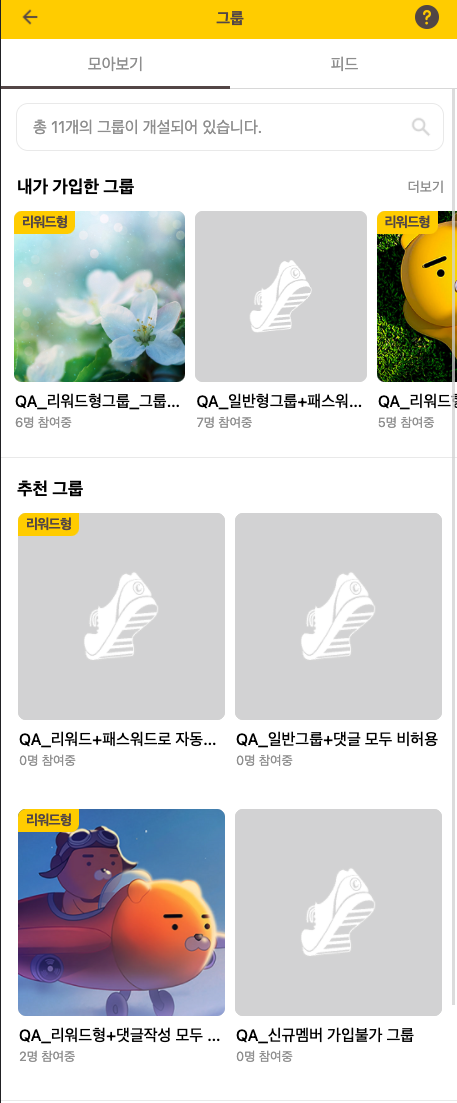 그룹
?
모아보기
피드
총 11개의 그룹이 개설되어 있습니다.
내가 가입한 그룹
더보기
리워드형
리워드형
QA_리워드형그룹_그룹...
QA_일반형그룹+패스워...
QA_리워드
6명 참여중
7명 참여중
5명 참여중
추천 그룹
리워드형
QA_리워드+패스워드로 자동...
QA_일반그룹+댓글 모두 비허용
0명 참여중
0명 참여중
리워드형
QA_리워드형+댓글작성 모두 ...
QA_신규멤버 가입불가 그룹
2명 참여중
0명 참여중